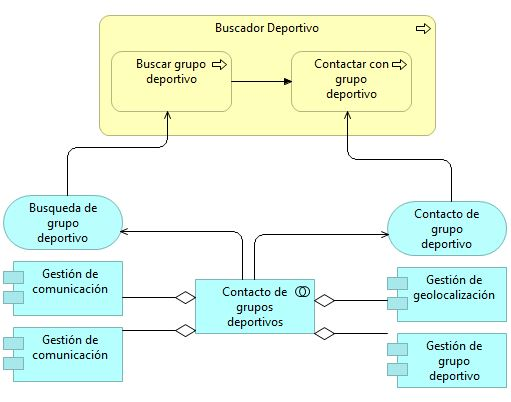 Buscador Deportivo
Buscar grupo
deportivo
Contactar con
grupo
deportivo
Busqueda de
grupo
deportivo
Contacto de
grupo
deportivo
Gestión de
comunicación
Contacto de
grupos
deportivos
Gestión de
geolocalización
Gestión de
comunicación
Gestión de
grupo
deportivo